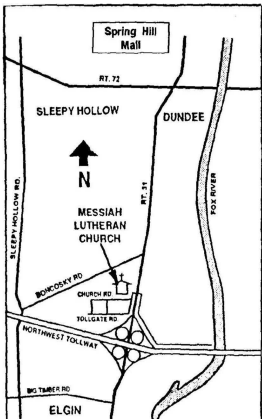 Spring Hill
Mall
RT. 72
SLEEPY HOLLOW
DUNDEE
N
SLEEPY HOLLOW RD.
RT. 31
FOX RIVER
MESSIAH
LUTHERAN
CHURCH
BONCOSKY RD
CHURCH RD.
TOLLGATE RD
NORTHWEST TOLLWAY
BIG TIMBER RD
ELGIN